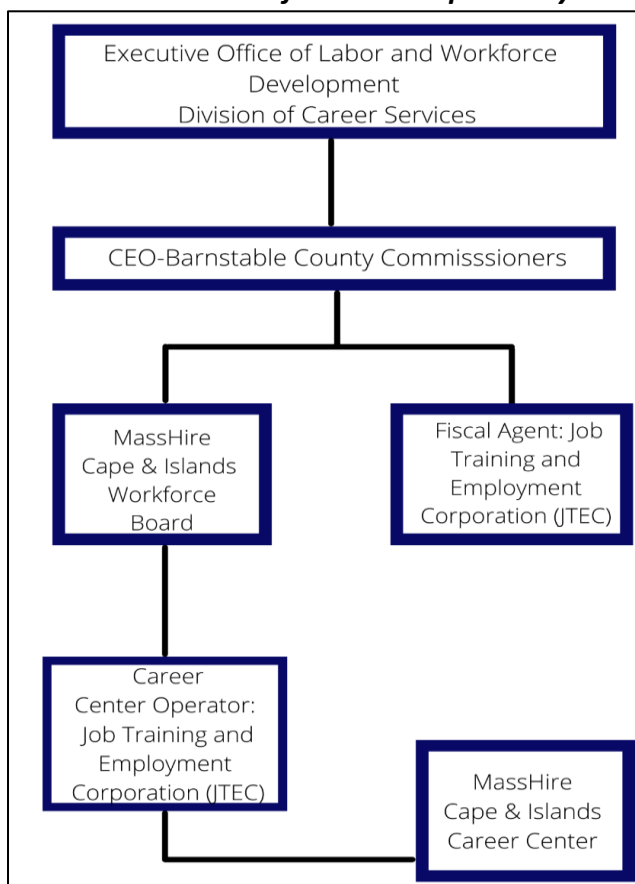 Executive Office of Labor and Workforce
Development
Division of Career Services
CEO-Barnstable County Commisssioners
MassHire
Cape & Islands
Workforce
Board
Fiscal Agent: Job
Training and
Employment
Corporation (JTEC)
Career
Center Operator:
Job Training and
Employment
Corporation (JTEC)
MassHire
Cape & Islands
Career Center